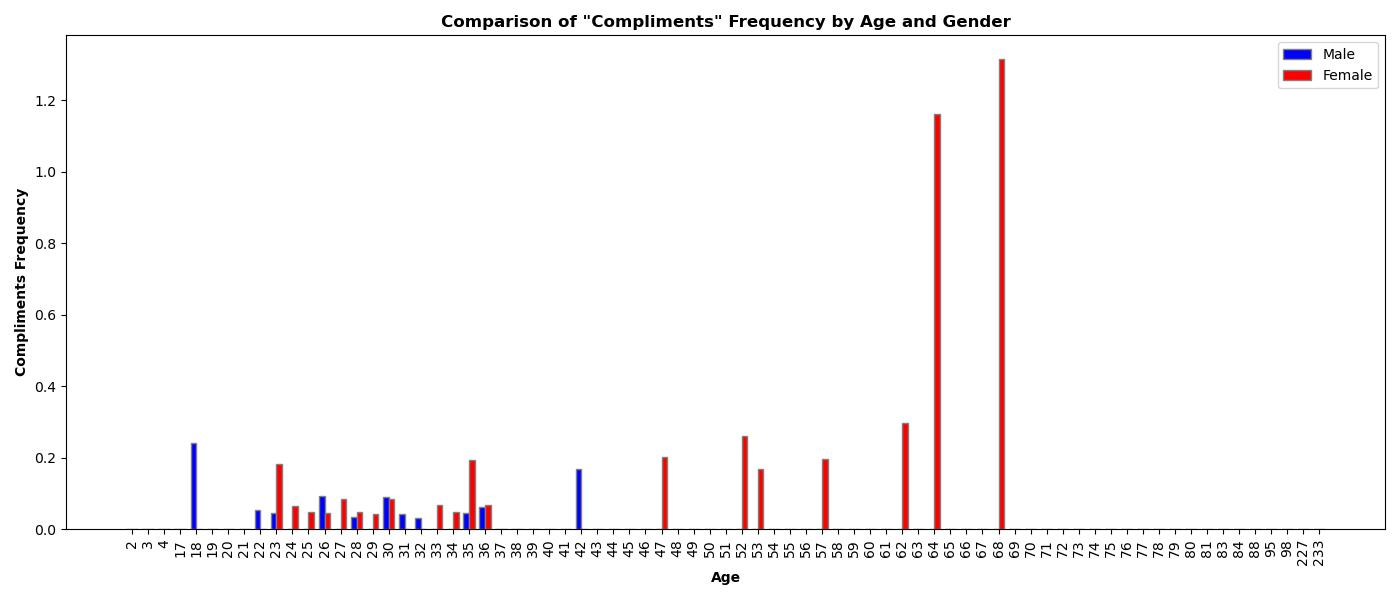 Comparison of "Compliments" Frequency by Age and Gender
Male
Female
Compliments Frequency
1.2
1.0
0.8
0.6
0.4
0.2
0.0
2 3 4 17 18 19 20 21 22 23 24 25 26 27 28 29 30 31 32 33 34 35 36 37 38 39 40 41 42 43 44 45 46 47 48 49 50 51 52 53 54 55 56 57 58 59 60 61 62 63 64 65 66 67 68 69 70 71 72 73 74 75 76 77 78 79 80 81 83 84 88 95 98 227 233
Age